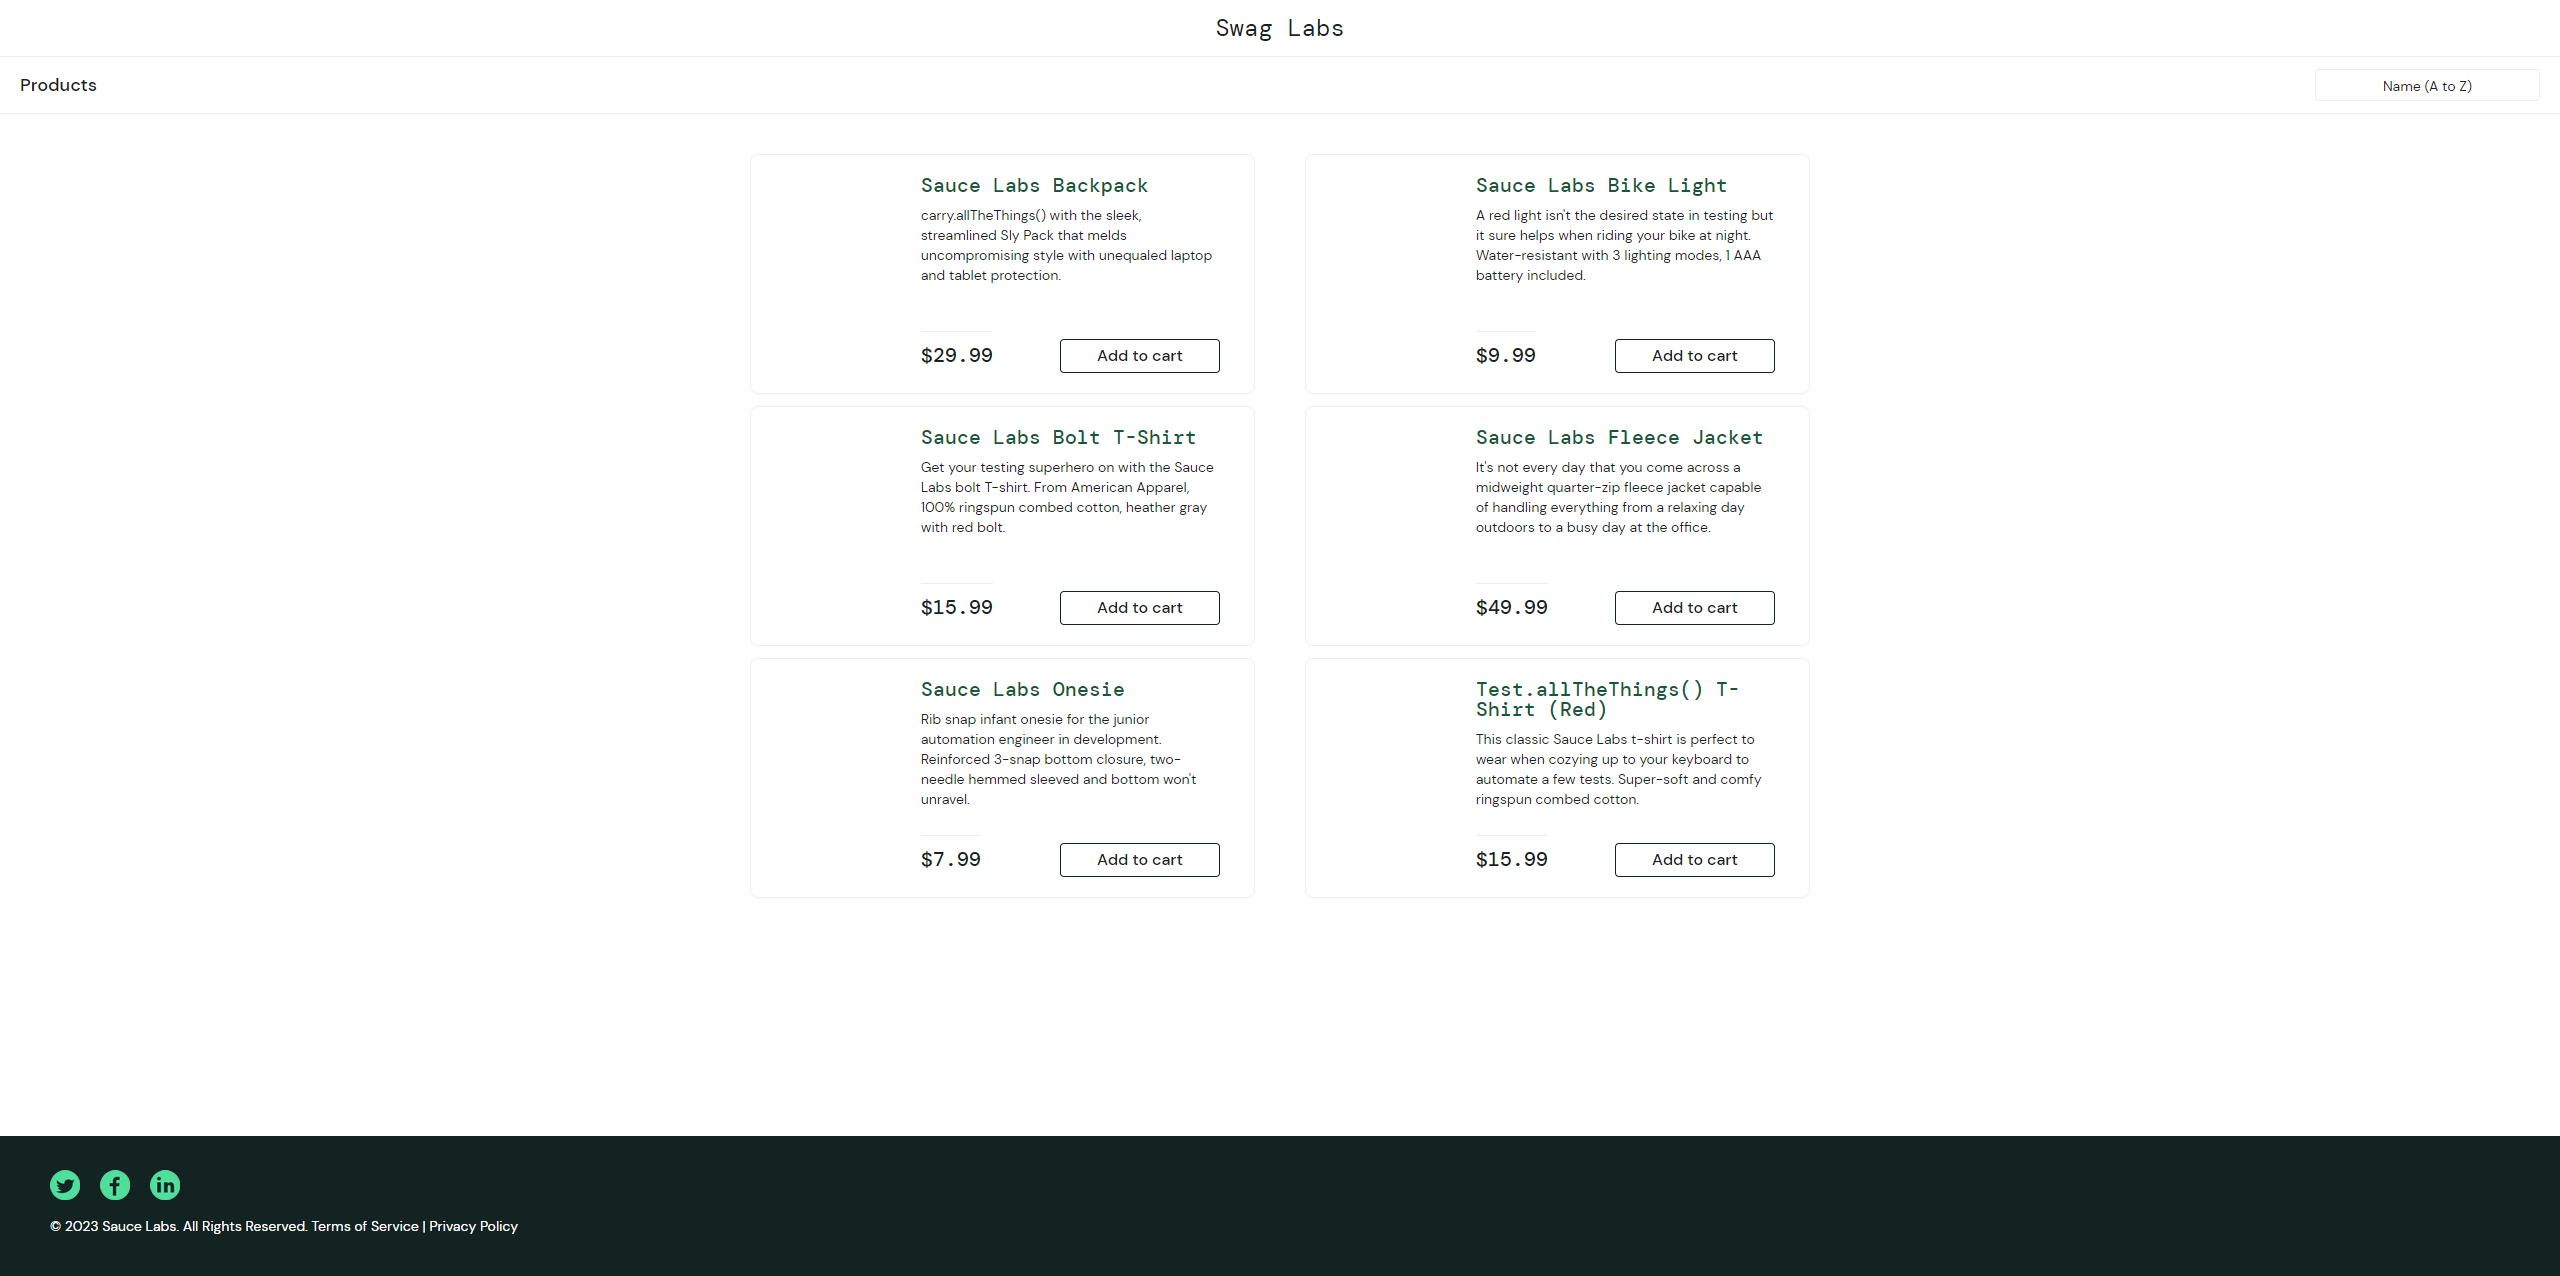 Swag Labs
Products
Name (A to Z)
Sauce Labs Backpack
carry.allTheThings() with the sleek,
streamlined Sly Pack that melds
uncompromising style with unequaled laptop
and tablet protection.
$29.99
Add to cart
Sauce Labs Bike Light
A red light isn't the desired state in testing but
it sure helps when riding your bike at night.
Water-resistant with 3 lighting modes, 1 AAA
battery included.
$9.99
Add to cart
Sauce Labs Bolt T-Shirt
Get your testing superhero on with the Sauce
Labs bolt T-shirt. From American Apparel,
100% ringspun combed cotton, heather gray
with red bolt.
$15.99
Add to cart
Sauce Labs Fleece Jacket
It's not every day that you come across a
midweight quarter-zip fleece jacket capable
of handling everything from a relaxing day
outdoors to a busy day at the office.
$49.99
Add to cart
Sauce Labs Onesie
Rib snap infant onesie for the junior
automation engineer in development.
Reinforced 3-snap bottom closure, two-
needle hemmed sleeved and bottom won't
unravel.
$7.99
Add to cart
Test.allTheThings() T-
Shirt (Red)
This classic Sauce Labs t-shirt is perfect to
wear when cozying up to your keyboard to
automate a few tests. Super-soft and comfy
ringspun combed cotton.
$15.99
Add to cart
© 2023 Sauce Labs. All Rights Reserved. Terms of Service | Privacy Policy